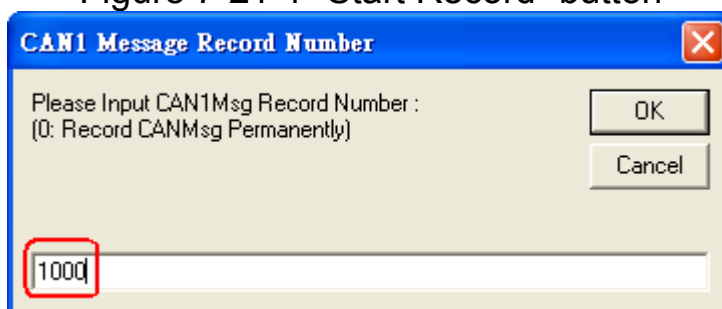 CAN1 Message Record Number
Please Input CAN1Msg Record Number :
(0: Record CANMsg Permanently)
OK
Cancel
1000